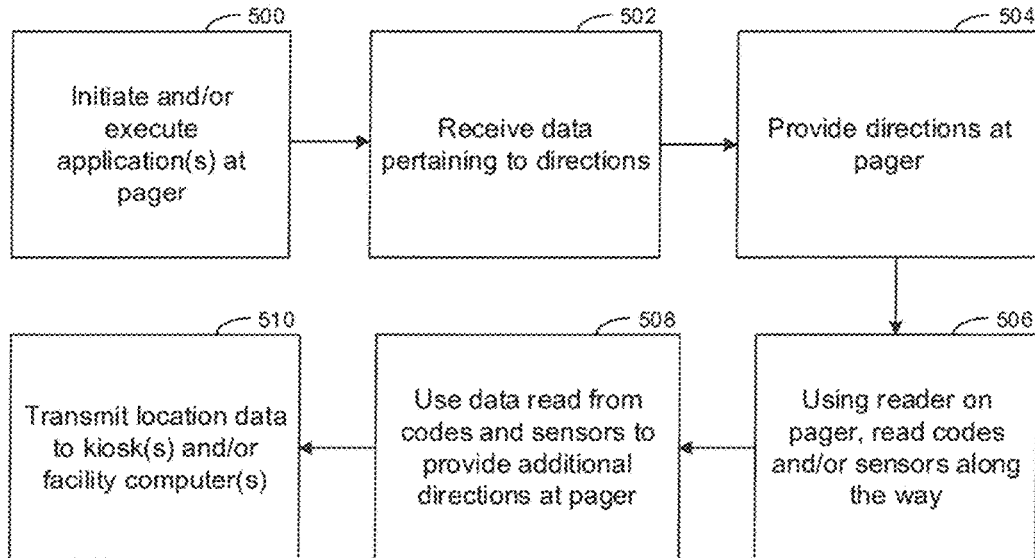 500
Initiate and/or
execute
application(s) at
pager
502
Receive data
pertaining to directions
504
Provide directions at
pager
506
Using reader on
pager, read codes
and/or sensors along
the way
508
Use data read from
codes and sensors to
provide additional
directions at pager
510
Transmit location data
to kiosk(s) and/or
facility computer(s)